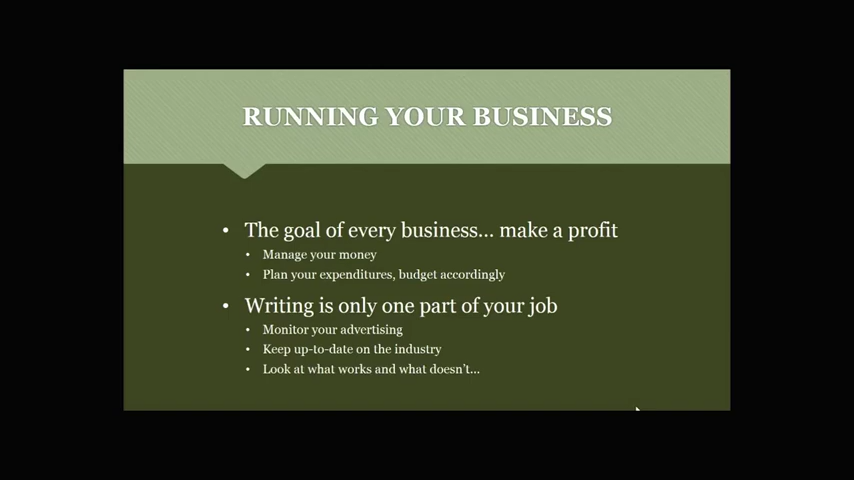 RUNNING YOUR BUSINESS
• The goal of every business... make a profit
• Manage your money
• Plan your expenditures, budget accordingly
• Writing is only one part of your job
• Monitor your advertising
• Keep up-to-date on the industry
• Look at what works and what doesn't...